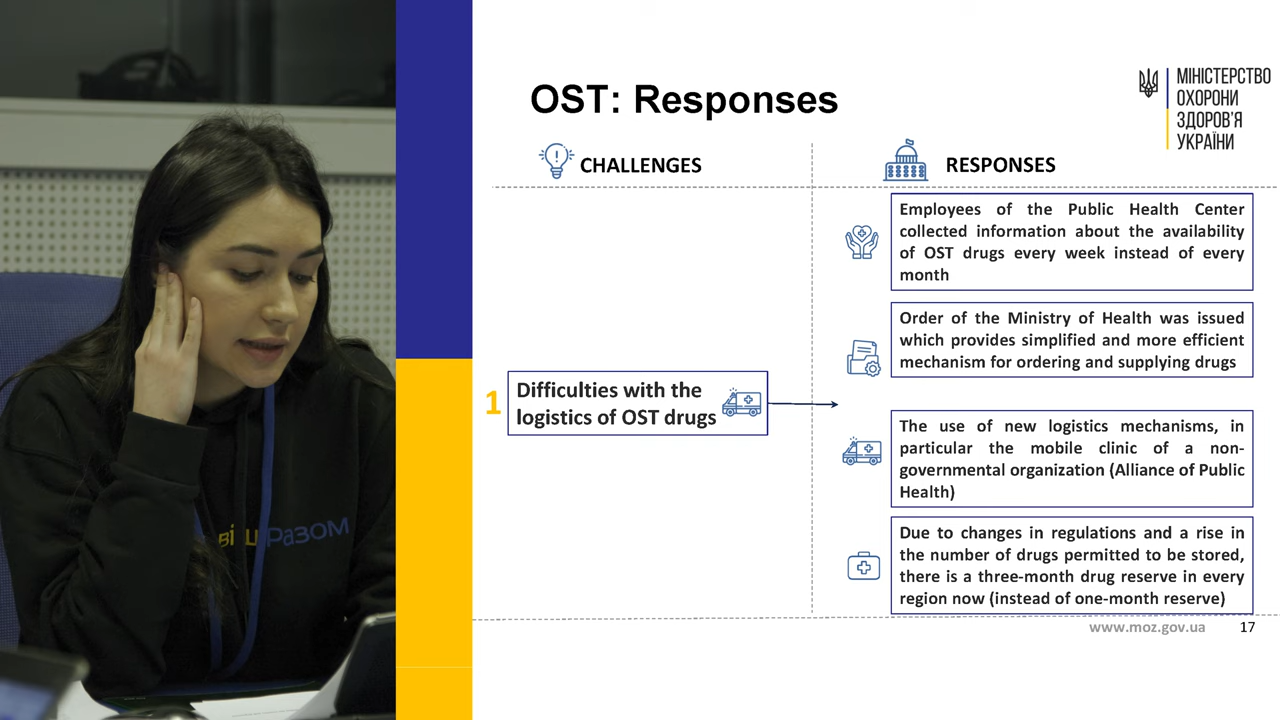 OST: Responses
МІНІСТЕРСТВО
ОХОРОНИ
ЗДОРОВ'Я
УКРАЇНИ
CHALLENGES
RESPONSES
1
Difficulties with the
logistics of OST drugs
Employees of the Public Health Center
collected information about the availability
of OST drugs every week instead of every
month
Order of the Ministry of Health was issued
which provides simplified and more efficient
mechanism for ordering and supplying drugs
The use of new logistics mechanisms, in
particular the mobile clinic of a non-
governmental organization (Alliance of Public
Health)
Due to changes in regulations and a rise in
the number of drugs permitted to be stored,
there is a three-month drug reserve in every
region now (instead of one-month reserve)
www.moz.gov.ua
17
разом